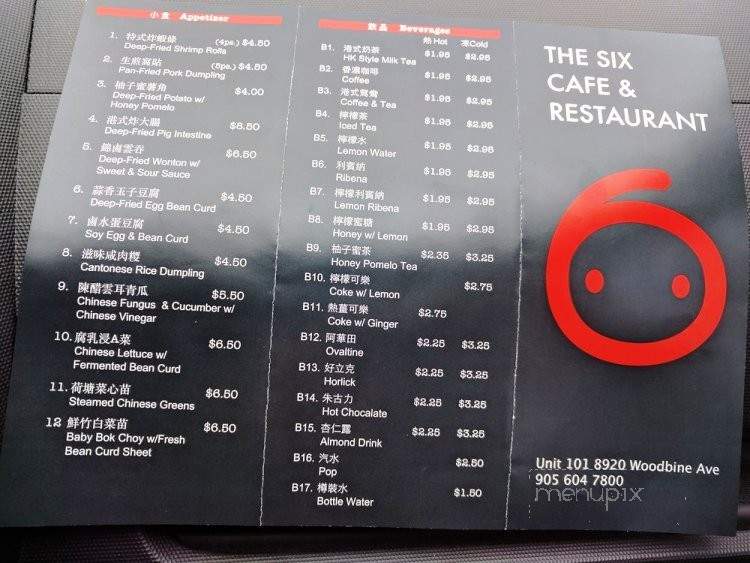 小食 Appetizer
1. 特式炸蝦條 (4ps.) $4.50
Deep-Fried Shrimp Rolls
2. 生煎窩貼 (5ps.) $4.50
Pan-Fried Pork Dumpling
3. 柚子蜜薯角 $4.00
Deep-Fried Potato w/
Honey Pomelo
4. 港式炸大腸 $8.50
Deep-Fried Pig Intestine
5. 錦鹵雲吞 $6.50
Deep-Fried Wonton w/
Sweet & Sour Sauce
6. 蒜香玉子豆腐 $4.50
Deep-Fried Egg Bean Curd
7. 鹵水蛋豆腐 $4.50
Soy Egg & Bean Curd
8. 滋味咸肉糉 $4.50
Cantonese Rice Dumpling
9. 陳醋雲耳青瓜 $5.50
Chinese Fungus & Cucumber w/
Chinese Vinegar
10. 腐乳浸A菜 $6.50
Chinese Lettuce w/
Fermented Bean Curd
11. 荷塘菜心苗 $6.50
Steamed Chinese Greens
12 鮮竹白菜苗 $6.50
Baby Bok Choy w/Fresh
Bean Curd Sheet
飲品 Beverages
熱Hot 凍Cold
B1. 港式奶茶 $1.95 $2.95
HK Style Milk Tea
B2. 香濃咖啡 $1.95 $2.95
Coffee
B3. 港式鴛鴦 $1.95 $2.95
Coffee & Tea
B4. 檸檬茶 $1.95 $2.95
Iced Tea
B5. 檸檬水 $1.95 $2.95
Lemon Water
B6. 利賓納 $1.95 $2.95
Ribena
B7. 檸檬利賓納 $1.95 $2.95
Lemon Ribena
B8. 檸檬蜜糖 $1.95 $2.95
Honey w/ Lemon
B9. 柚子蜜茶 $2.35 $3.25
Honey Pomelo Tea
B10. 檸檬可樂 $2.75
Coke w/ Lemon
B11. 熱薑可樂 $2.75
Coke w/ Ginger
B12. 阿華田 $2.25 $3.25
Ovaltine
B13. 好立克 $2.25 $3.25
Horlick
B14. 朱古力 $2.25 $3.25
Hot Chocalate
B15. 杏仁露 $2.25 $3.25
Almond Drink
B16. 汽水 $2.50
Pop
B17. 樽裝水 $1.50
Bottle Water
THE SIX
CAFE &
RESTAURANT
Unit 101 8920 Woodbine Ave
905 604 7800
menupix